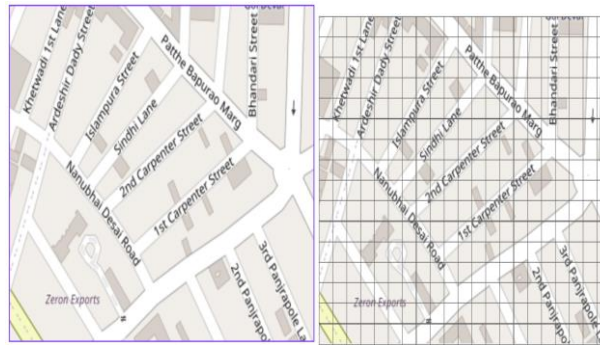 Khetwadi 1st Lane
Ardeshir Dady Street
Islampura Street
Sindhi Lane
Patthe Bapurao Marg
Bhandari Street
2nd Carpenter Street
1st Carpenter Street
Nanubhai Desai Road
Zeron Exports
2nd Panjrapole
3rd Panjrapole La
Khetwadi 1st Lane
Ardeshir Dady Street
Islampura Street
Sindhi Lane
Patthe Bapurao Marg
Bhandari Street
2nd Carpenter Street
1st Carpenter Street
Nanubhai Desai Road
Zeron Exports
2nd Panjrapo
3rd Panjrapole